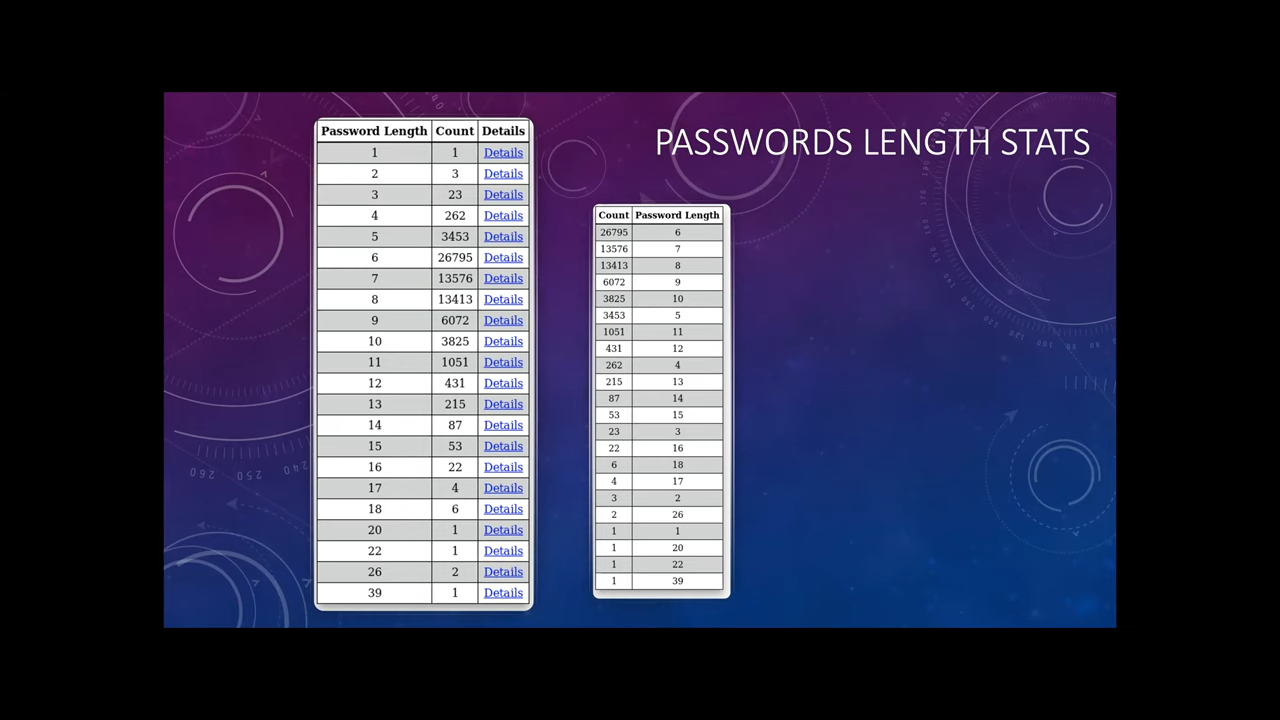 PASSWORDS LENGTH STATS
Password Length Count Details
1 1 Details
2 3 Details
3 23 Details
4 262 Details
5 3453 Details
6 26795 Details
7 13576 Details
8 13413 Details
9 6072 Details
10 3825 Details
11 1051 Details
12 431 Details
13 215 Details
14 87 Details
15 53 Details
16 22 Details
17 4 Details
18 6 Details
20 1 Details
22 1 Details
26 2 Details
39 1 Details
Count Password Length
26795 6
13576 7
13413 8
6072 9
3825 10
3453 5
1051 11
431 12
262 4
215 13
87 14
53 15
23 3
22 16
6 18
4 17
3 2
2 26
1 1
1 20
1 22
1 39
260 250 240